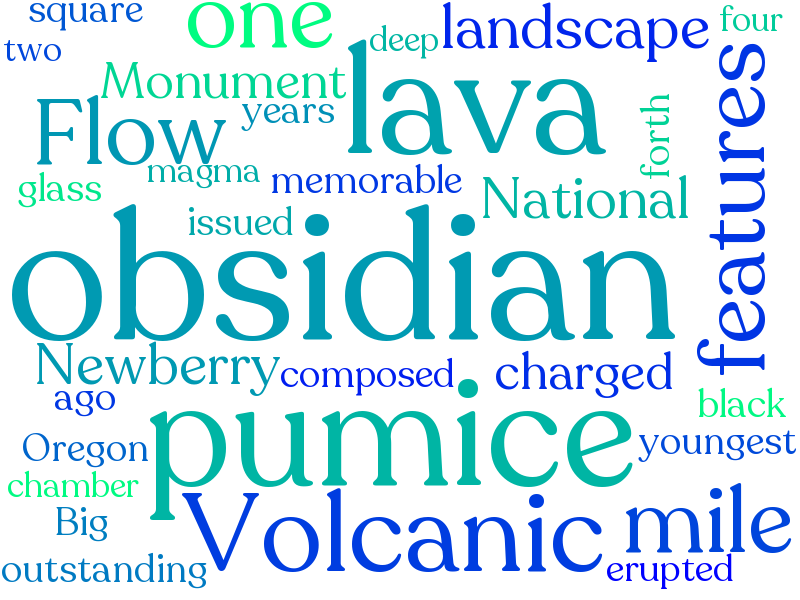 square
one
deep
landscape
four
two
Monument
lava
features
Flow
years
forth
magma
memorable
National
glass
issued
obsidian
Newberry
composed
charged
ago
pumice
black
Oregon
youngest
chamber
Volcanic
mile
Big
outstanding
erupted